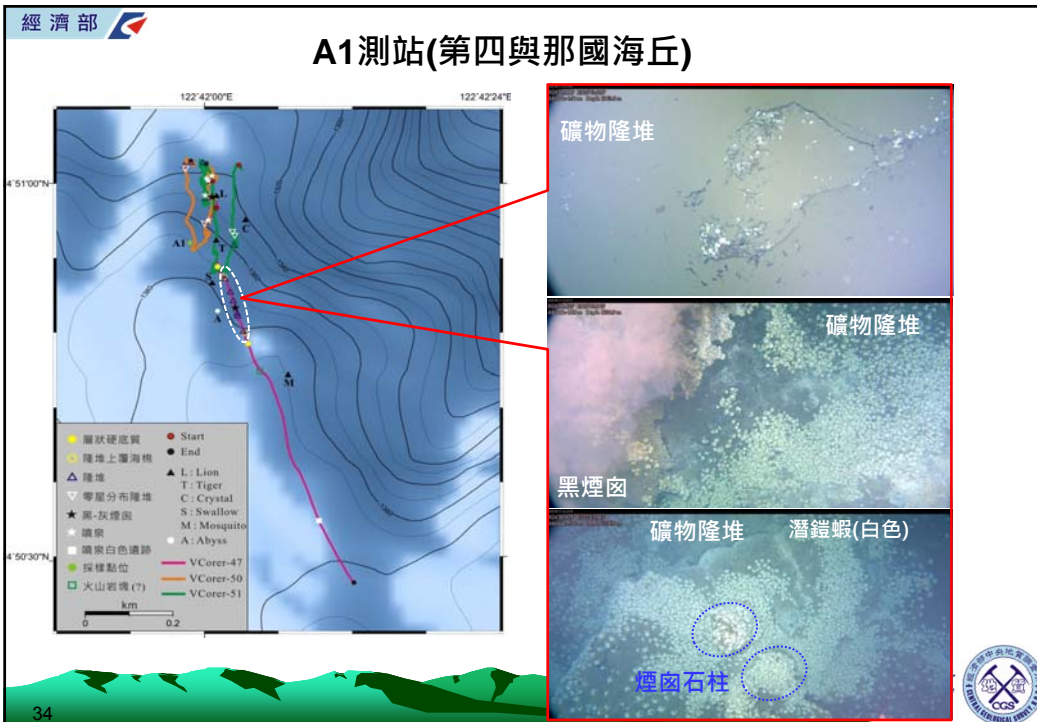 經濟部
A1測站(第四與那國海丘)
122°42'00"E
122°42'24"E
4°51'00"N
4°50'30"N
L
C
A1
T
S
A
M
層狀硬底質
隆堆上覆海棉
隆堆
零星分布隆堆
黑-灰煙囪
噴泉
噴泉白色遺跡
採樣點位
火山岩塊 (?)
km
0
0.2
Start
End
L : Lion
T : Tiger
C : Crystal
S : Swallow
M : Mosquito
A : Abyss
VCorer-47
VCorer-50
VCorer-51
礦物隆堆
礦物隆堆
黑煙囪
礦物隆堆
潛鎧蝦(白色)
煙囪石柱
34
CGS